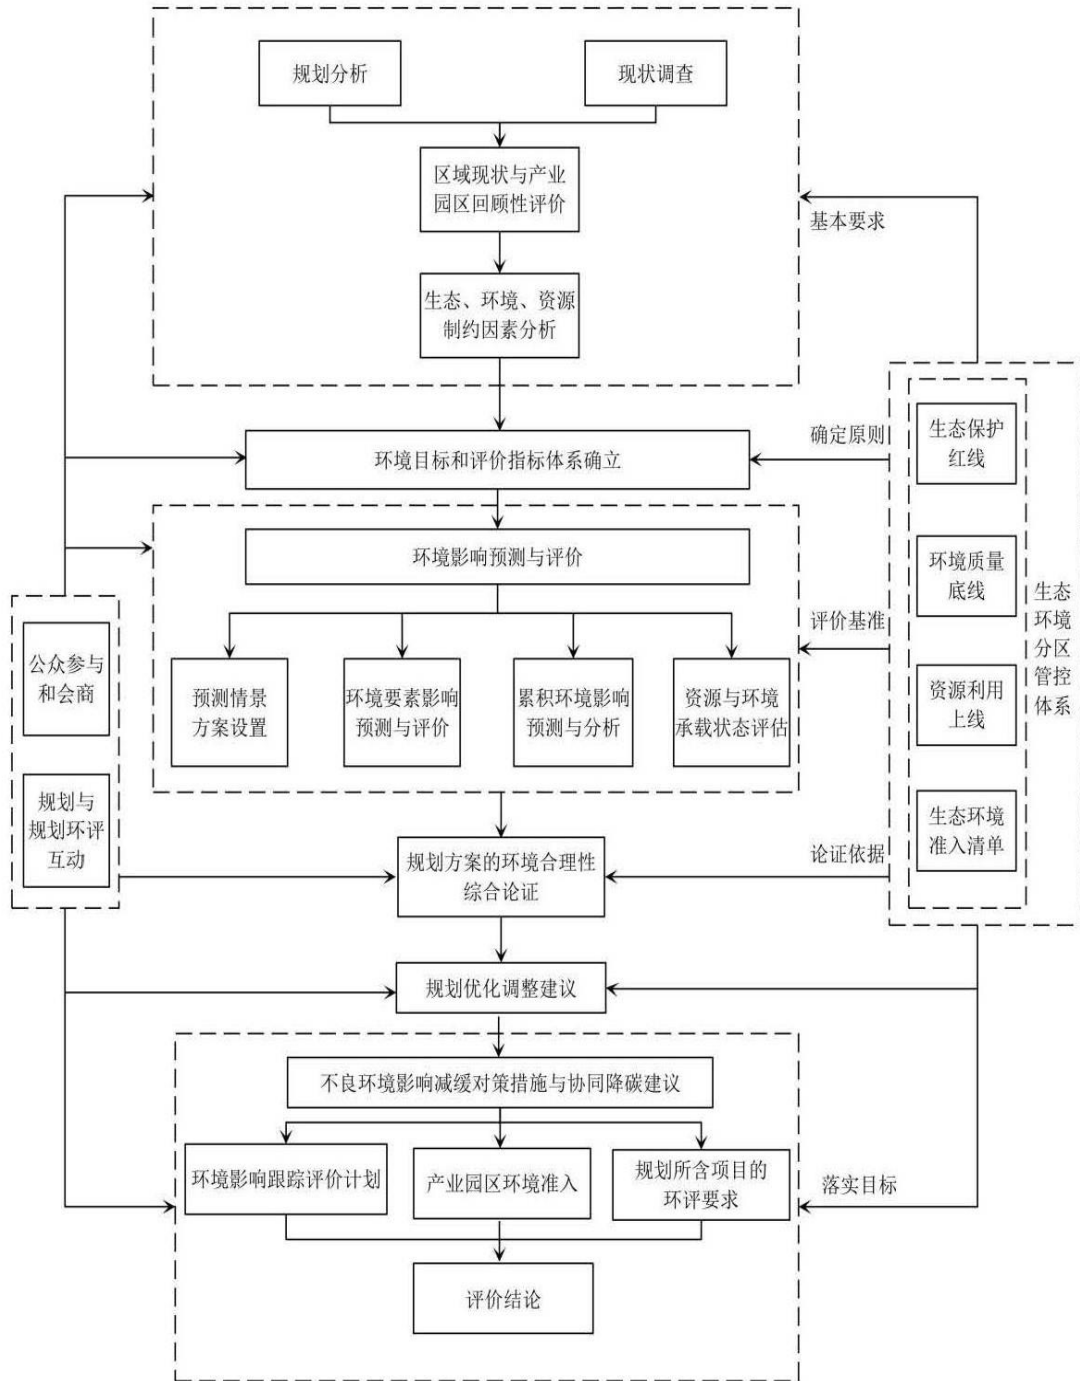 规划分析
现状调查
区域现状与产业
园区回顾性评价
基本要求
生态、环境、资源
制约因素分析
确定原则
环境目标和评价指标体系确立
生态保护
红线
环境影响预测与评价
环境质量
底线
评价基准
生态
环境
分区
管控
体系
公众参与
和会商
预测情景
方案设置
环境要素影响
预测与评价
累积环境影响
预测与分析
资源与环境
承载状态评估
资源利用
上线
规划与
规划环评
互动
生态环境
准入清单
规划方案的环境合理性
综合论证
论证依据
规划优化调整建议
不良环境影响减缓对策措施与协同降碳建议
环境影响跟踪评价计划
产业园区环境准入
规划所含项目的
环评要求
落实目标
评价结论